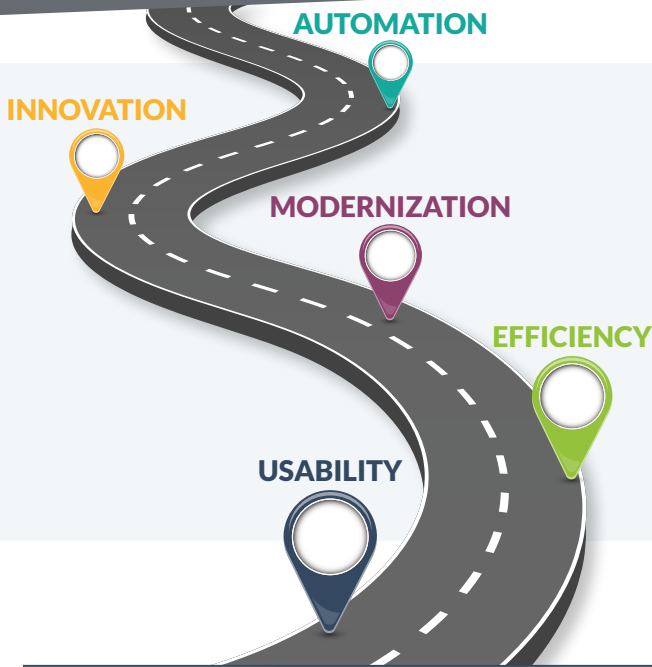 AUTOMATION
INNOVATION
MODERNIZATION
EFFICIENCY
USABILITY